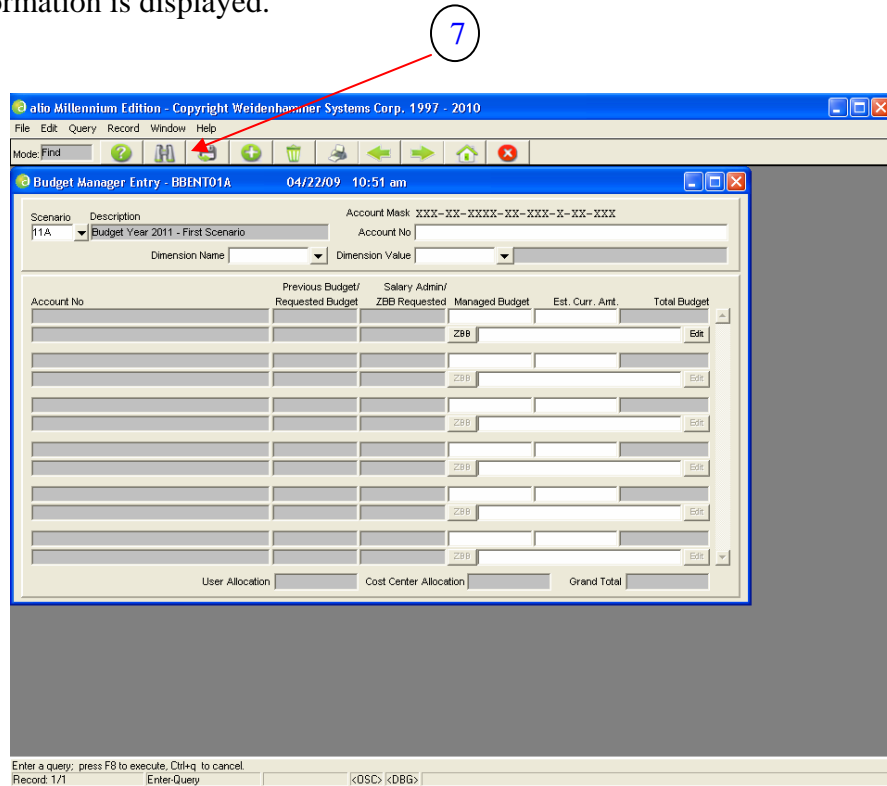 ormation is displayed.
7
alio Millennium Edition - Copyright Weidenhammer Systems Corp. 1997 - 2010
File Edit Query Record Window Help
Mode: Find
Budget Manager Entry - BBENT01A 04/22/09 10:51 am
Account Mask XXX-XX-XXXX-XX-XXX-X-XX-XXX
Scenario Description
11A Budget Year 2011 - First Scenario Account No
Dimension Name Dimension Value
Previous Budget/ Salary Admin/
Account No Requested Budget ZBB Requested Managed Budget Est. Curr. Amt. Total Budget
ZBB Edit
ZBB Edit
ZBB Edit
ZBB Edit
ZBB Edit
ZBB Edit
User Allocation Cost Center Allocation Grand Total
Enter a query; press F8 to execute, Ctrl+q to cancel.
Record: 1/1 Enter-Query <OSC> <DBG>